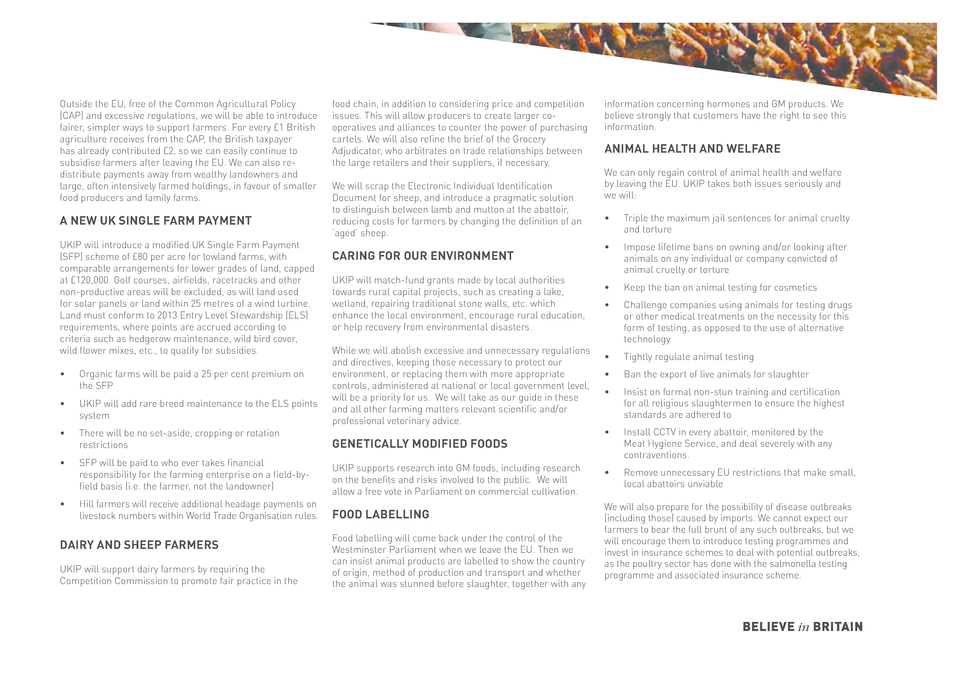 Outside the EU, free of the Common Agricultural Policy
(CAP) and excessive regulations, we will be able to introduce
fairer, simpler ways to support farmers. For every £1 British
agriculture receives from the CAP, the British taxpayer
has already contributed £2, so we can easily continue to
subsidise farmers after leaving the EU. We can also re-
distribute payments away from wealthy landowners and
large, often intensively farmed holdings, in favour of smaller
food producers and family farms.
A NEW UK SINGLE FARM PAYMENT
UKIP will introduce a modified UK Single Farm Payment
(SFP) scheme of £80 per acre for lowland farms, with
comparable arrangements for lower grades of land, capped
at £120,000. Golf courses, airfields, racetracks and other
non-productive areas will be excluded, as will land used
for solar panels or land within 25 metres of a wind turbine.
Land must conform to 2013 Entry Level Stewardship (ELS)
requirements, where points are accrued according to
criteria such as hedgerow maintenance, wild bird cover,
wild flower mixes, etc., to qualify for subsidies.
• Organic farms will be paid a 25 per cent premium on
the SFP
• UKIP will add rare breed maintenance to the ELS points
system
• There will be no set-aside, cropping or rotation
restrictions
• SFP will be paid to who ever takes financial
responsibility for the farming enterprise on a field-by-
field basis (i.e. the farmer, not the landowner)
• Hill farmers will receive additional headage payments on
livestock numbers within World Trade Organisation rules.
DAIRY AND SHEEP FARMERS
UKIP will support dairy farmers by requiring the
Competition Commission to promote fair practice in the
food chain, in addition to considering price and competition
issues. This will allow producers to create larger co-
operatives and alliances to counter the power of purchasing
cartels. We will also refine the brief of the Grocery
Adjudicator, who arbitrates on trade relationships between
the large retailers and their suppliers, if necessary.
We will scrap the Electronic Individual Identification
Document for sheep, and introduce a pragmatic solution
to distinguish between lamb and mutton at the abattoir,
reducing costs for farmers by changing the definition of an
'aged' sheep.
CARING FOR OUR ENVIRONMENT
UKIP will match-fund grants made by local authorities
towards rural capital projects, such as creating a lake,
wetland, repairing traditional stone walls, etc. which
enhance the local environment, encourage rural education,
or help recovery from environmental disasters.
While we will abolish excessive and unnecessary regulations
and directives, keeping those necessary to protect our
environment, or replacing them with more appropriate
controls, administered at national or local government level,
will be a priority for us. We will take as our guide in these
and all other farming matters relevant scientific and/or
professional veterinary advice.
GENETICALLY MODIFIED FOODS
UKIP supports research into GM foods, including research
on the benefits and risks involved to the public. We will
allow a free vote in Parliament on commercial cultivation.
FOOD LABELLING
Food labelling will come back under the control of the
Westminster Parliament when we leave the EU. Then we
can insist animal products are labelled to show the country
of origin, method of production and transport and whether
the animal was stunned before slaughter, together with any
information concerning hormones and GM products. We
believe strongly that customers have the right to see this
information.
ANIMAL HEALTH AND WELFARE
We can only regain control of animal health and welfare
by leaving the EU. UKIP takes both issues seriously and
we will:
• Triple the maximum jail sentences for animal cruelty
and torture
• Impose lifetime bans on owning and/or looking after
animals on any individual or company convicted of
animal cruelty or torture
• Keep the ban on animal testing for cosmetics
• Challenge companies using animals for testing drugs
or other medical treatments on the necessity for this
form of testing, as opposed to the use of alternative
technology
• Tightly regulate animal testing
• Ban the export of live animals for slaughter
• Insist on formal non-stun training and certification
for all religious slaughtermen to ensure the highest
standards are adhered to
• Install CCTV in every abattoir, monitored by the
Meat Hygiene Service, and deal severely with any
contraventions.
• Remove unnecessary EU restrictions that make small,
local abattoirs unviable
We will also prepare for the possibility of disease outbreaks
(including those) caused by imports. We cannot expect our
farmers to bear the full brunt of any such outbreaks, but we
will encourage them to introduce testing programmes and
invest in insurance schemes to deal with potential outbreaks,
as the poultry sector has done with the salmonella testing
programme and associated insurance scheme.
BELIEVE in BRITAIN